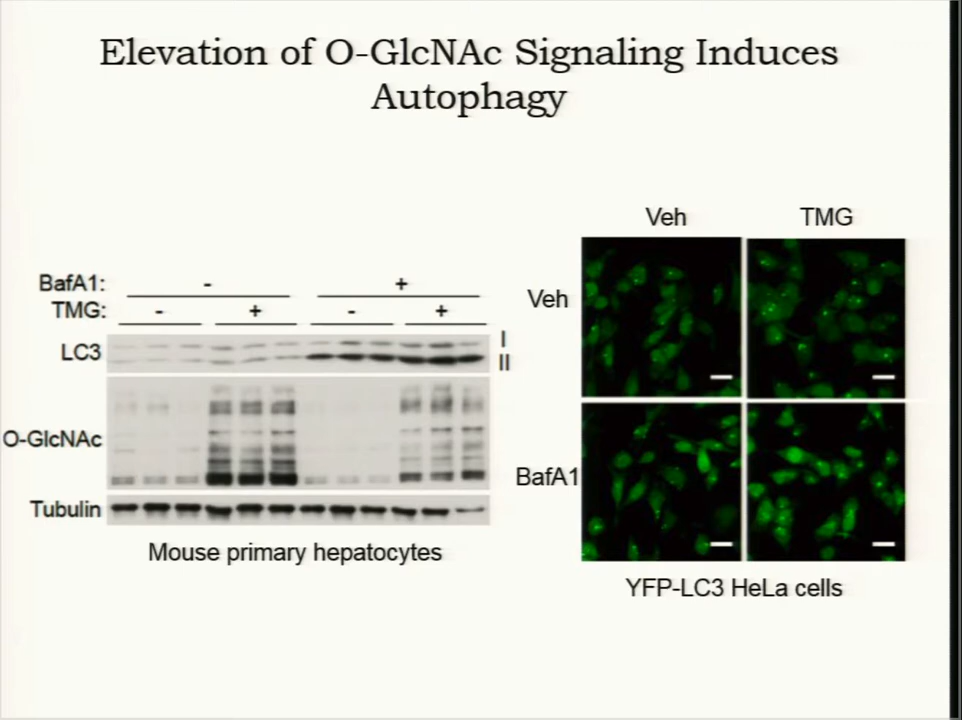 Elevation of O-GlcNAc Signaling Induces
Autophagy
Veh TMG
BafA1: - +
TMG: - + - +
LC3
I
II
O-GlcNAc
Tubulin
Mouse primary hepatocytes
Veh
BafA1
YFP-LC3 HeLa cells